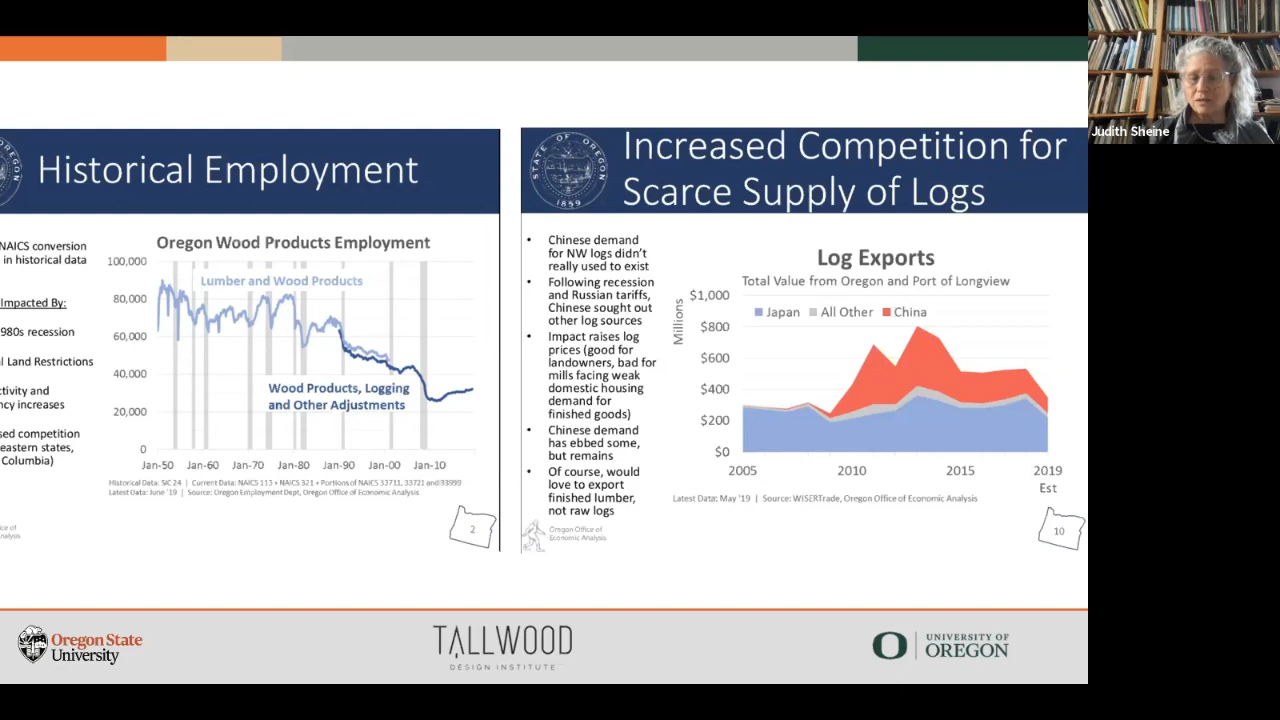 Judith Sheine
Historical Employment
NAICS conversion
in historical data
Impacted By:
980s recession
l Land Restrictions
ctivity and
ncy increases
sed competition
eastern states,
Columbia)
Oregon Wood Products Employment
100,000
80,000
60,000
40,000
20,000
0
Lumber and Wood Products
Wood Products, Logging
and Other Adjustments
Jan-50 Jan-60 Jan-70 Jan-80 Jan-90 Jan-00 Jan-10
Historical Data: SIC 24 | Current Data: NAICS 113 + NAICS 321 + Portions of NAICS 33711, 33721 and 93999
Latest Data: June '19 | Source: Oregon Employment Dept, Oregon Office of Economic Analysis
ice of
nalysis
2
STATE OF OREGON
1859
Increased Competition for
Scarce Supply of Logs
• Chinese demand
for NW logs didn't
really used to exist
• Following recession
and Russian tariffs,
Chinese sought out
other log sources
• Impact raises log
prices (good for
landowners, bad for
mills facing weak
domestic housing
demand for
finished goods)
• Chinese demand
has ebbed some,
but remains
• Of course, would
love to export
finished lumber,
not raw logs
Log Exports
Total Value from Oregon and Port of Longview
Millions
$1,000
$800
$600
$400
$200
$0
Japan All Other China
2005 2010 2015 2019
Est
Latest Data: May '19 | Source: WISERTrade, Oregon Office of Economic Analysis
Oregon Office of
Economic Analysis
10
Oregon State
University
TALLWOOD
DESIGN INSTITUTE
UNIVERSITY OF
OREGON